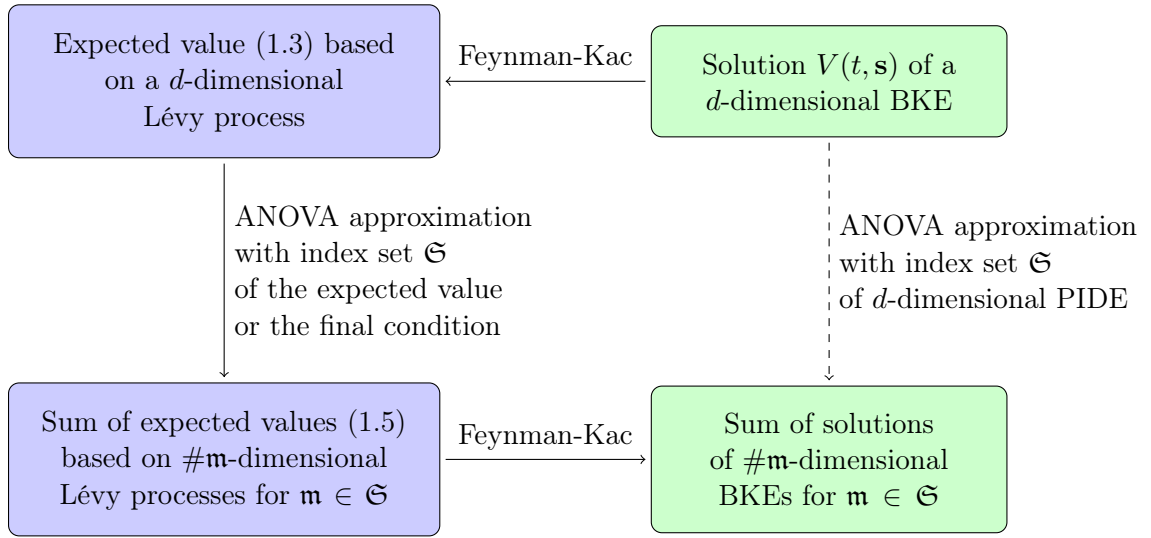 Expected value (1.3) based
on a d-dimensional
Lévy process
Feynman-Kac
Solution V(t, s) of a
d-dimensional BKE
ANOVA approximation
with index set 𝔖
of the expected value
or the final condition
ANOVA approximation
with index set 𝔖
of d-dimensional PIDE
Sum of expected values (1.5)
based on #𝔪-dimensional
Lévy processes for 𝔪 ∈ 𝔖
Feynman-Kac
Sum of solutions
of #𝔪-dimensional
BKEs for 𝔪 ∈ 𝔖